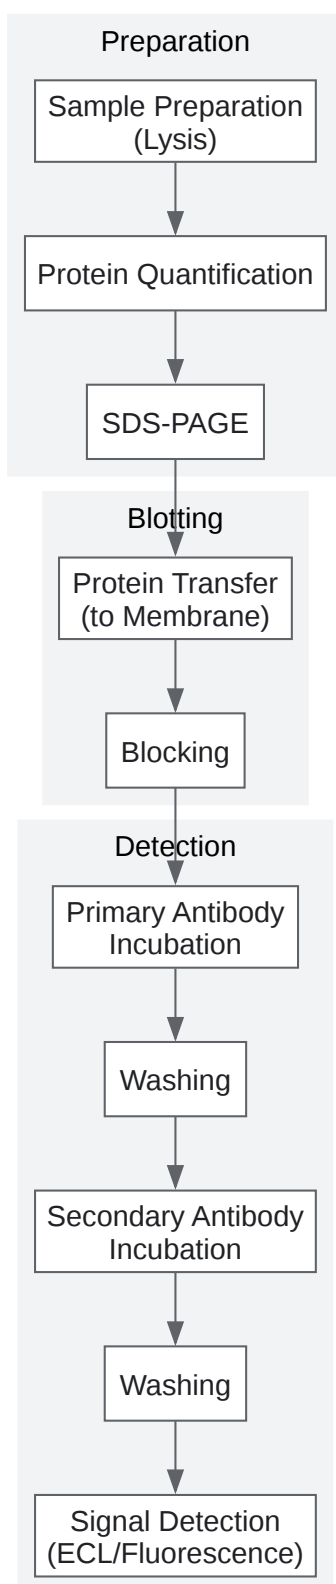 Preparation
Sample Preparation
(Lysis)
Protein Quantification
SDS-PAGE
Blotting
Protein Transfer
(to Membrane)
Blocking
Detection
Primary Antibody
Incubation
Washing
Secondary Antibody
Incubation
Washing
Signal Detection
(ECL/Fluorescence)